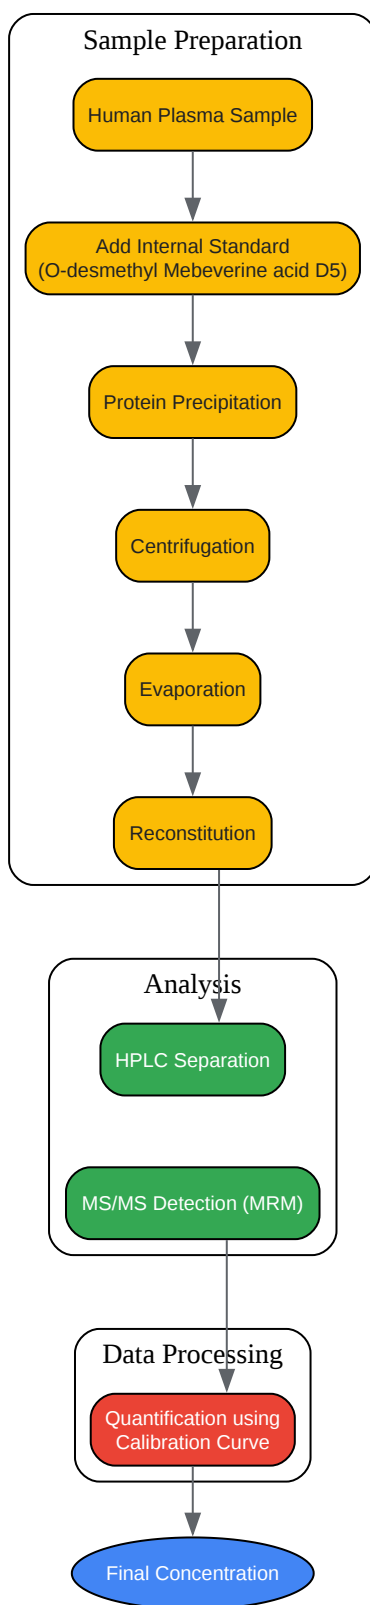 Sample Preparation
Human Plasma Sample
Add Internal Standard
(O-desmethyl Mebeverine acid D5)
Protein Precipitation
Centrifugation
Evaporation
Reconstitution
Analysis
HPLC Separation
MS/MS Detection (MRM)
Data Processing
Quantification using
Calibration Curve
Final Concentration